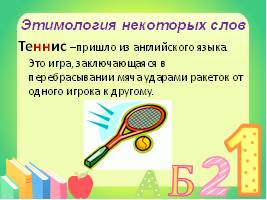 Этимология некоторых слов
Теннис –пришло из английского языка.
Это игра, заключающаяся в
перебрасывании мяча ударами ракеток от
одного игрока к другому.
А Б 2 1